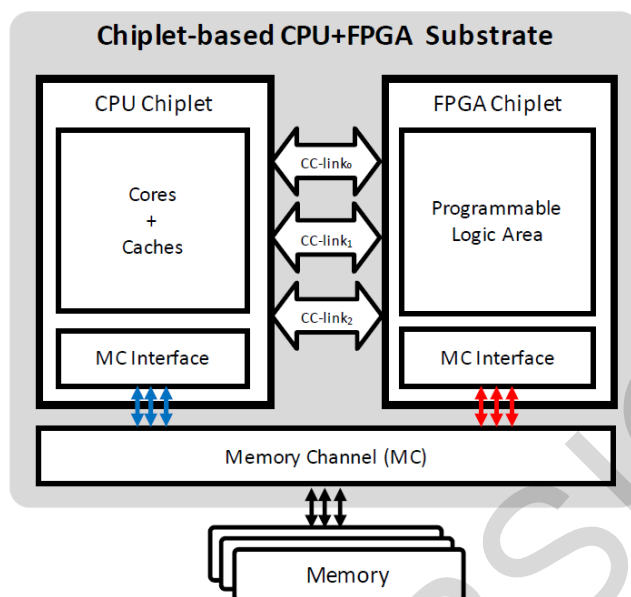 Chiplet-based CPU+FPGA Substrate
CPU Chiplet
FPGA Chiplet
Cores
+
Caches
CC-link₀
CC-link₁
CC-link₂
Programmable
Logic Area
MC Interface
MC Interface
Memory Channel (MC)
Memory